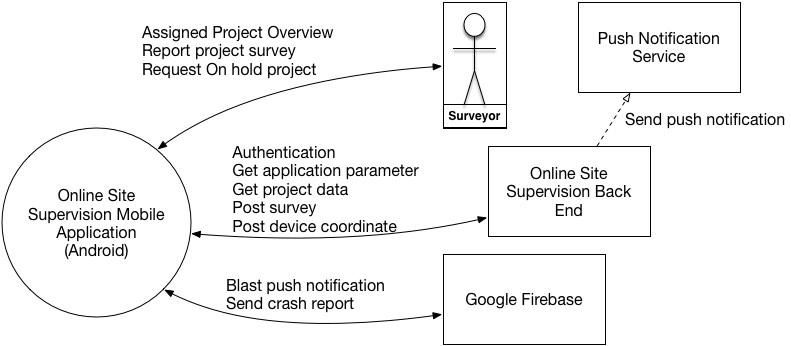 Assigned Project Overview
Report project survey
Request On hold project
Surveyor
Push Notification
Service
Send push notification
Authentication
Get application parameter
Get project data
Post survey
Post device coordinate
Online Site
Supervision Back
End
Online Site
Supervision Mobile
Application
(Android)
Blast push notification
Send crash report
Google Firebase